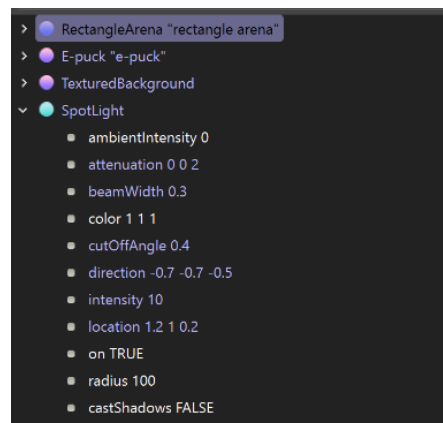 RectangleArena "rectangle arena"
E-puck "e-puck"
TexturedBackground
SpotLight
ambientIntensity 0
attenuation 0 0 2
beamWidth 0.3
color 1 1 1
cutOffAngle 0.4
direction -0.7 -0.7 -0.5
intensity 10
location 1.2 1 0.2
on TRUE
radius 100
castShadows FALSE